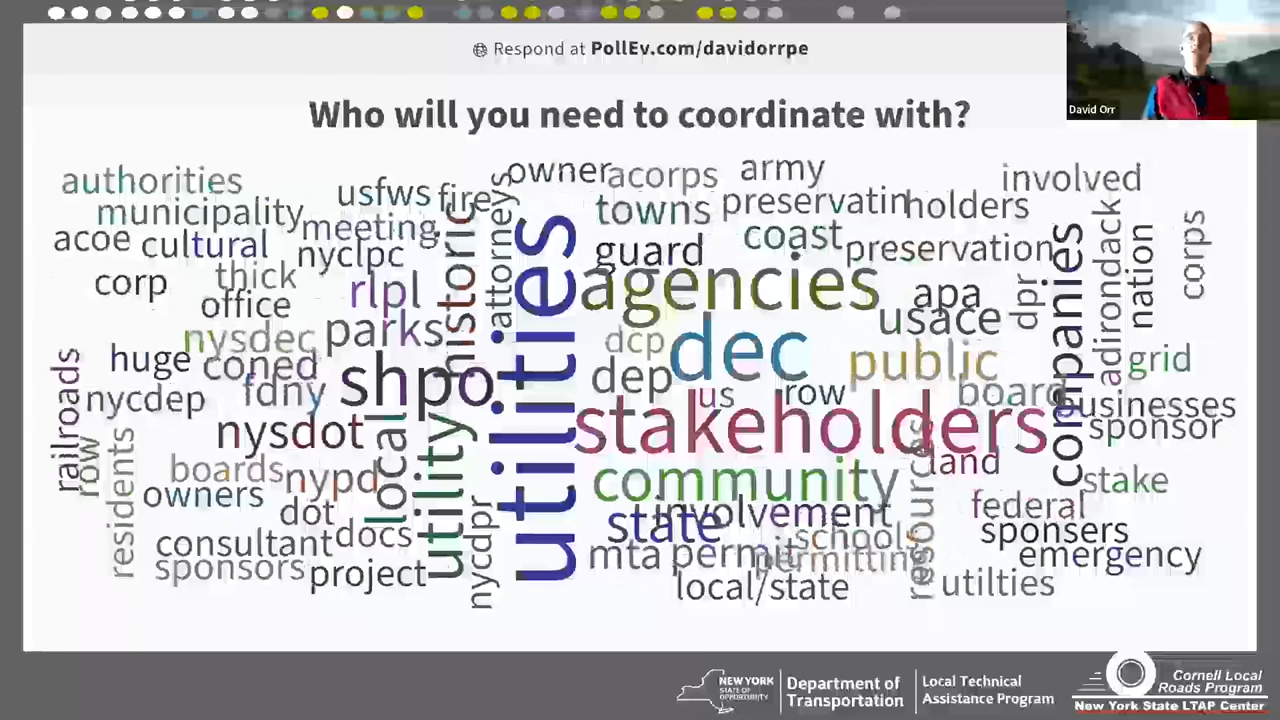 Respond at PollEv.com/davidorrpe
David Orr
Who will you need to coordinate with?
authorities
usfws
fire
attorneys
owner
acorps
army
involved
municipality
meeting
towns
preservatin
holders
acoe
cultural
nyclpc
historic
guard
coast
preservation
adirondack
nation
corps
corp
thick
rlpl
utilities
agencies
apa
dpr
companies
office
usace
nysdec
parks
dcp
dec
public
grid
huge
coned
shpo
dep
railroads
nycdep
fdny
us
row
board
businesses
nysdot
local
utility
stakeholders
sponsor
row
residents
boards
nypd
community
resources
land
stake
owners
dot
state
involvement
federal
consultant
docs
nycdpr
mta
permit
schools
permitting
sponsors
sponsors
project
local/state
utilties
emergency
NEW YORK
STATE OF
OPPORTUNITY
Department of
Transportation
Local Technical
Assistance Program
Cornell Local
Roads Program
New York State LTAP Center